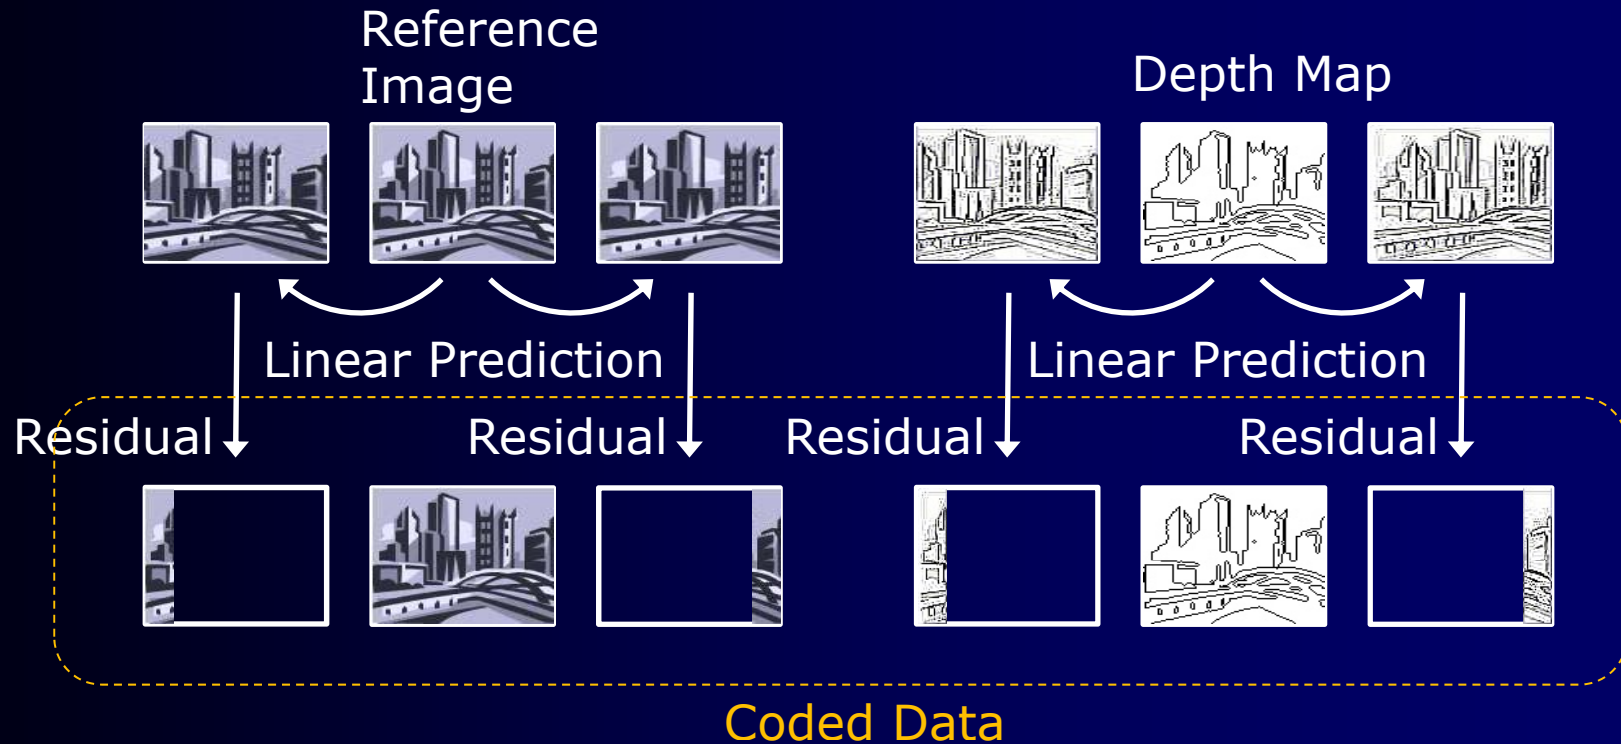 Reference
Image
Depth Map
Linear Prediction
Linear Prediction
Residual
Residual
Residual
Residual
Coded Data